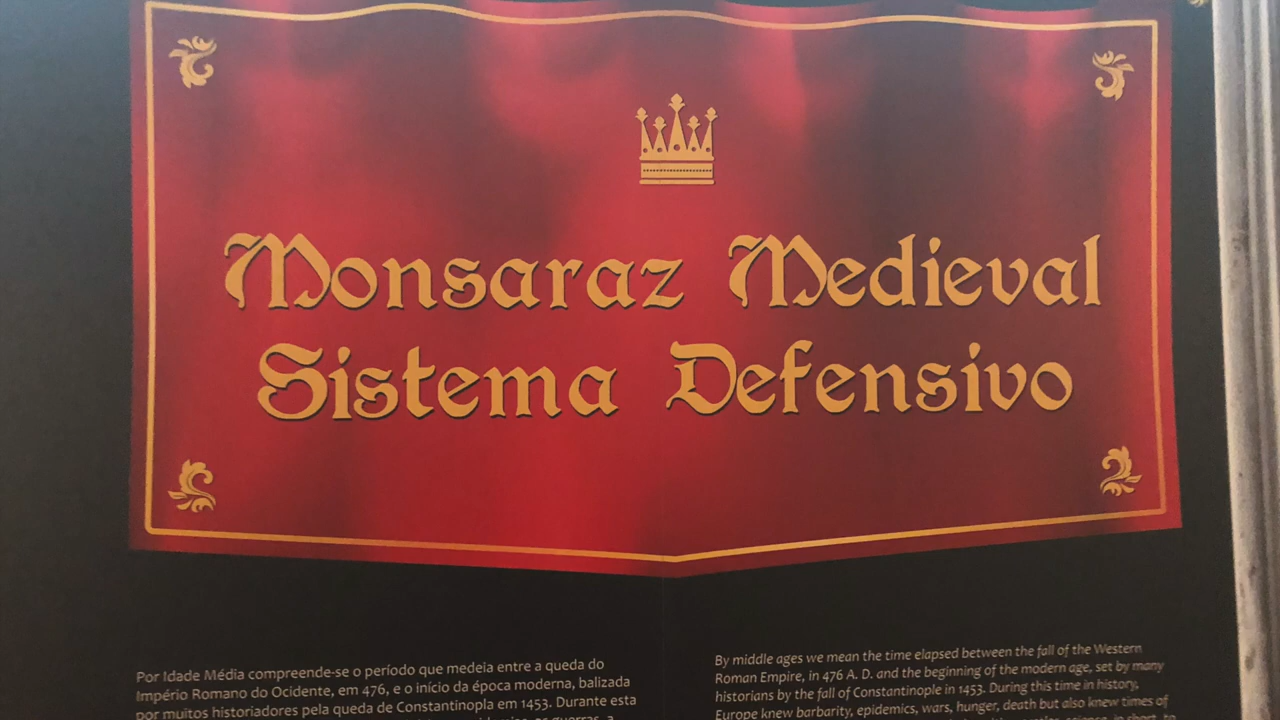 Monsaraz Medieval
Sistema Defensivo
Por Idade Média compreende-se o período que medeia entre a queda do
Império Romano do Ocidente, em 476, e o início da época moderna, balizada
por muitos historiadores pela queda de Constantinopla em 1453. Durante esta
By middle ages we mean the time elapsed between the fall of the Western
Roman Empire, in 476 A. D. and the beginning of the modern age, set by many
historians by the fall of Constantinople in 1453. During this time in history,
Europe knew barbarity, epidemics, wars, hunger, death but also knew times of